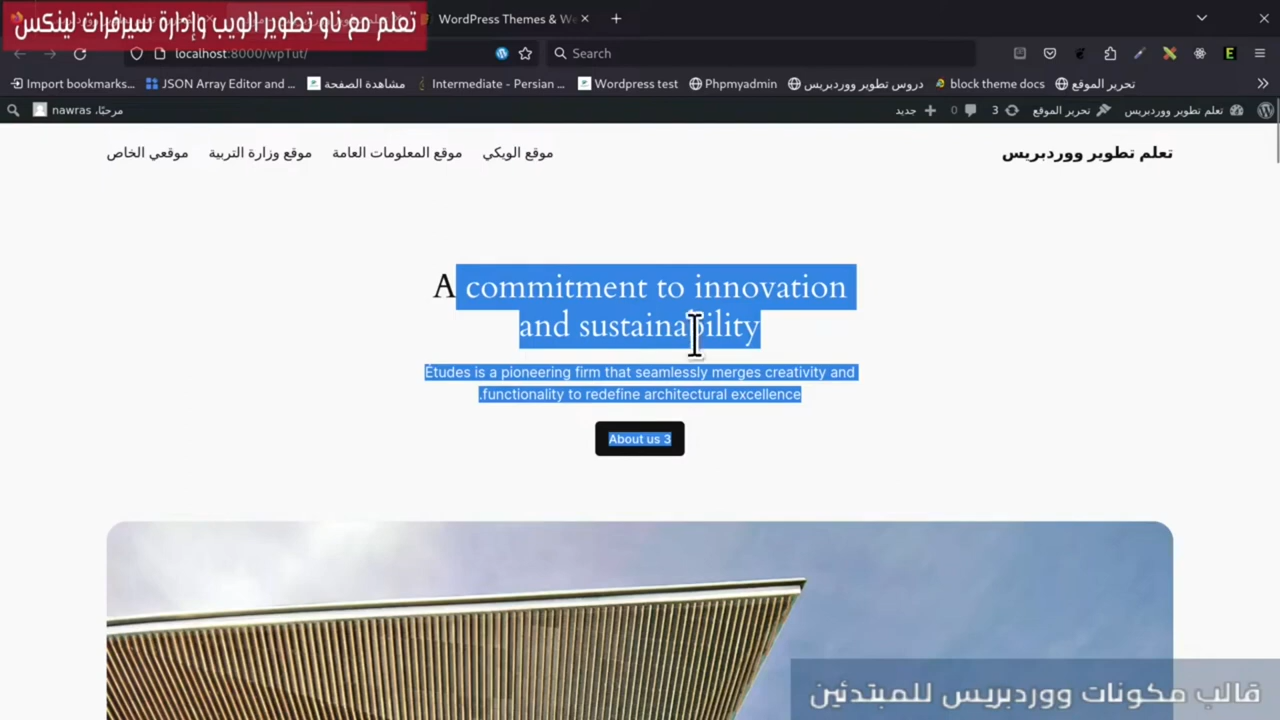 تعلم مع ناو تطوير الويب وإدارة سيرفرات لينكس
WordPress Themes & We
localhost:8000/wpTut/
Search
Import bookmarks...
JSON Array Editor and ...
مشاهدة الصفحة
Intermediate - Persian ...
Wordpress test
Phpmyadmin
دروس تطوير ووردبريس
block theme docs
تحرير الموقع
مرحبًا، nawras
جديد
0
3
تحرير الموقع
تعلم تطوير ووردبريس
تعلم تطوير ووردبريس
موقع الويكي
موقع المعلومات العامة
موقع وزارة التربية
موقعي الخاص
A commitment to innovation
and sustainability
Études is a pioneering firm that seamlessly merges creativity and
.functionality to redefine architectural excellence
About us 3
قالب مكونات ووردبريس للمبتدئين